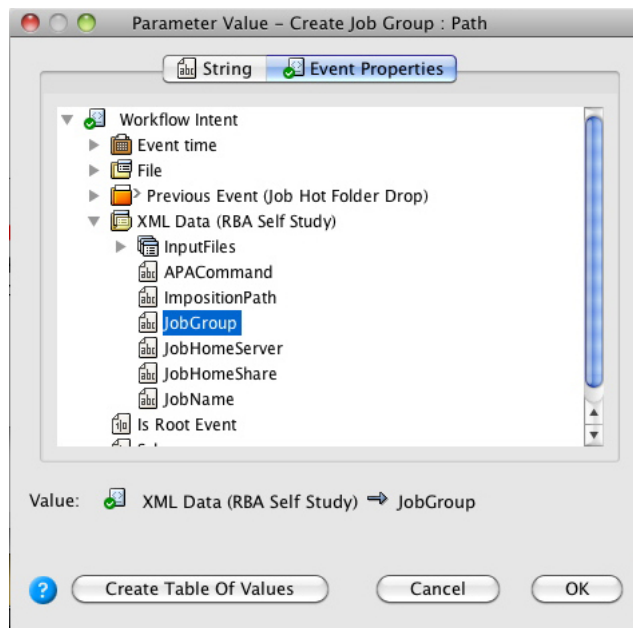 Parameter Value – Create Job Group : Path
String Event Properties
Workflow Intent
Event time
File
Previous Event (Job Hot Folder Drop)
XML Data (RBA Self Study)
InputFiles
APACommand
ImpositionPath
JobGroup
JobHomeServer
JobHomeShare
JobName
Is Root Event
Value: XML Data (RBA Self Study) ⇒ JobGroup
? Create Table Of Values Cancel OK